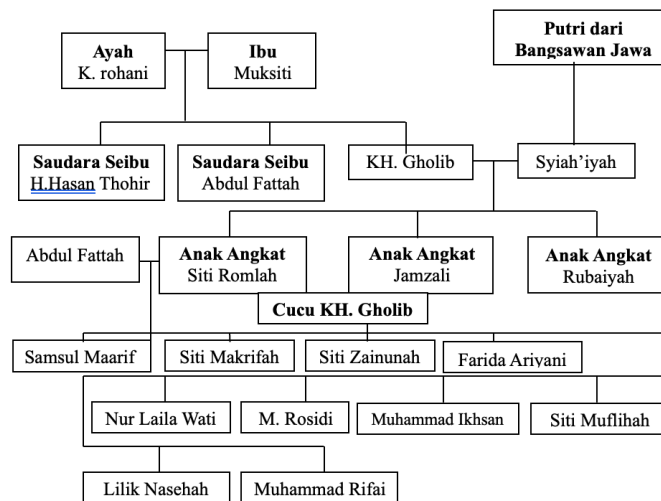 Ayah
K. rohani
Ibu
Muksiti
Putri dari
Bangsawan Jawa
Saudara Seibu
H.Hasan Thohir
Saudara Seibu
Abdul Fattah
KH. Gholib
Syiah’iyah
Abdul Fattah
Anak Angkat
Siti Romlah
Anak Angkat
Jamzali
Anak Angkat
Rubaiyah
Cucu KH. Gholib
Samsul Maarif
Siti Makrifah
Siti Zainunah
Farida Ariyani
Nur Laila Wati
M. Rosidi
Muhammad Ikhsan
Siti Muflihah
Lilik Nasehah
Muhammad Rifai